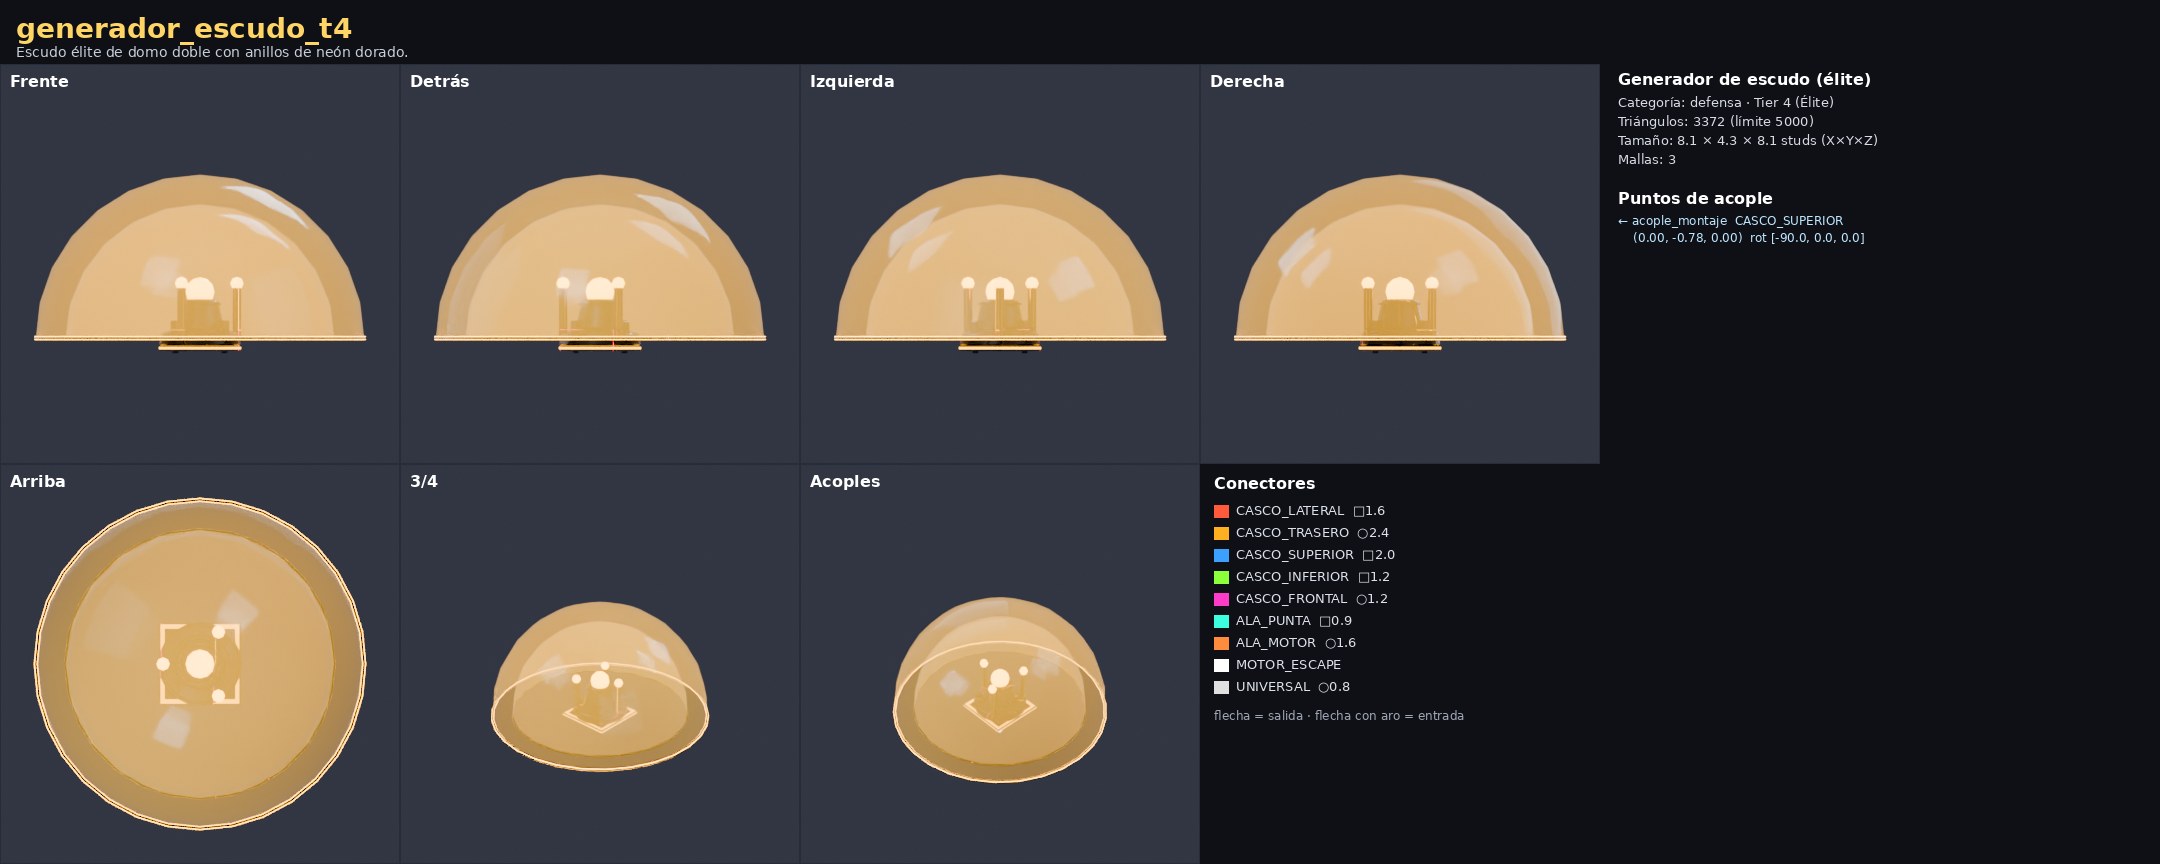 generador_escudo_t4
Escudo élite de domo doble con anillos de neón dorado.
Frente
Detrás
Izquierda
Derecha
Generador de escudo (élite)
Categoría: defensa · Tier 4 (Élite)
Triángulos: 3372 (límite 5000)
Tamaño: 8.1 × 4.3 × 8.1 studs (X×Y×Z)
Mallas: 3
Puntos de acople
← acople_montaje CASCO_SUPERIOR
(0.00, -0.78, 0.00) rot [-90.0, 0.0, 0.0]
Arriba
3/4
Acoples
Conectores
CASCO_LATERAL □1.6
CASCO_TRASERO ○2.4
CASCO_SUPERIOR □2.0
CASCO_INFERIOR □1.2
CASCO_FRONTAL ○1.2
ALA_PUNTA □0.9
ALA_MOTOR ○1.6
MOTOR_ESCAPE
UNIVERSAL ○0.8
flecha = salida · flecha con aro = entrada